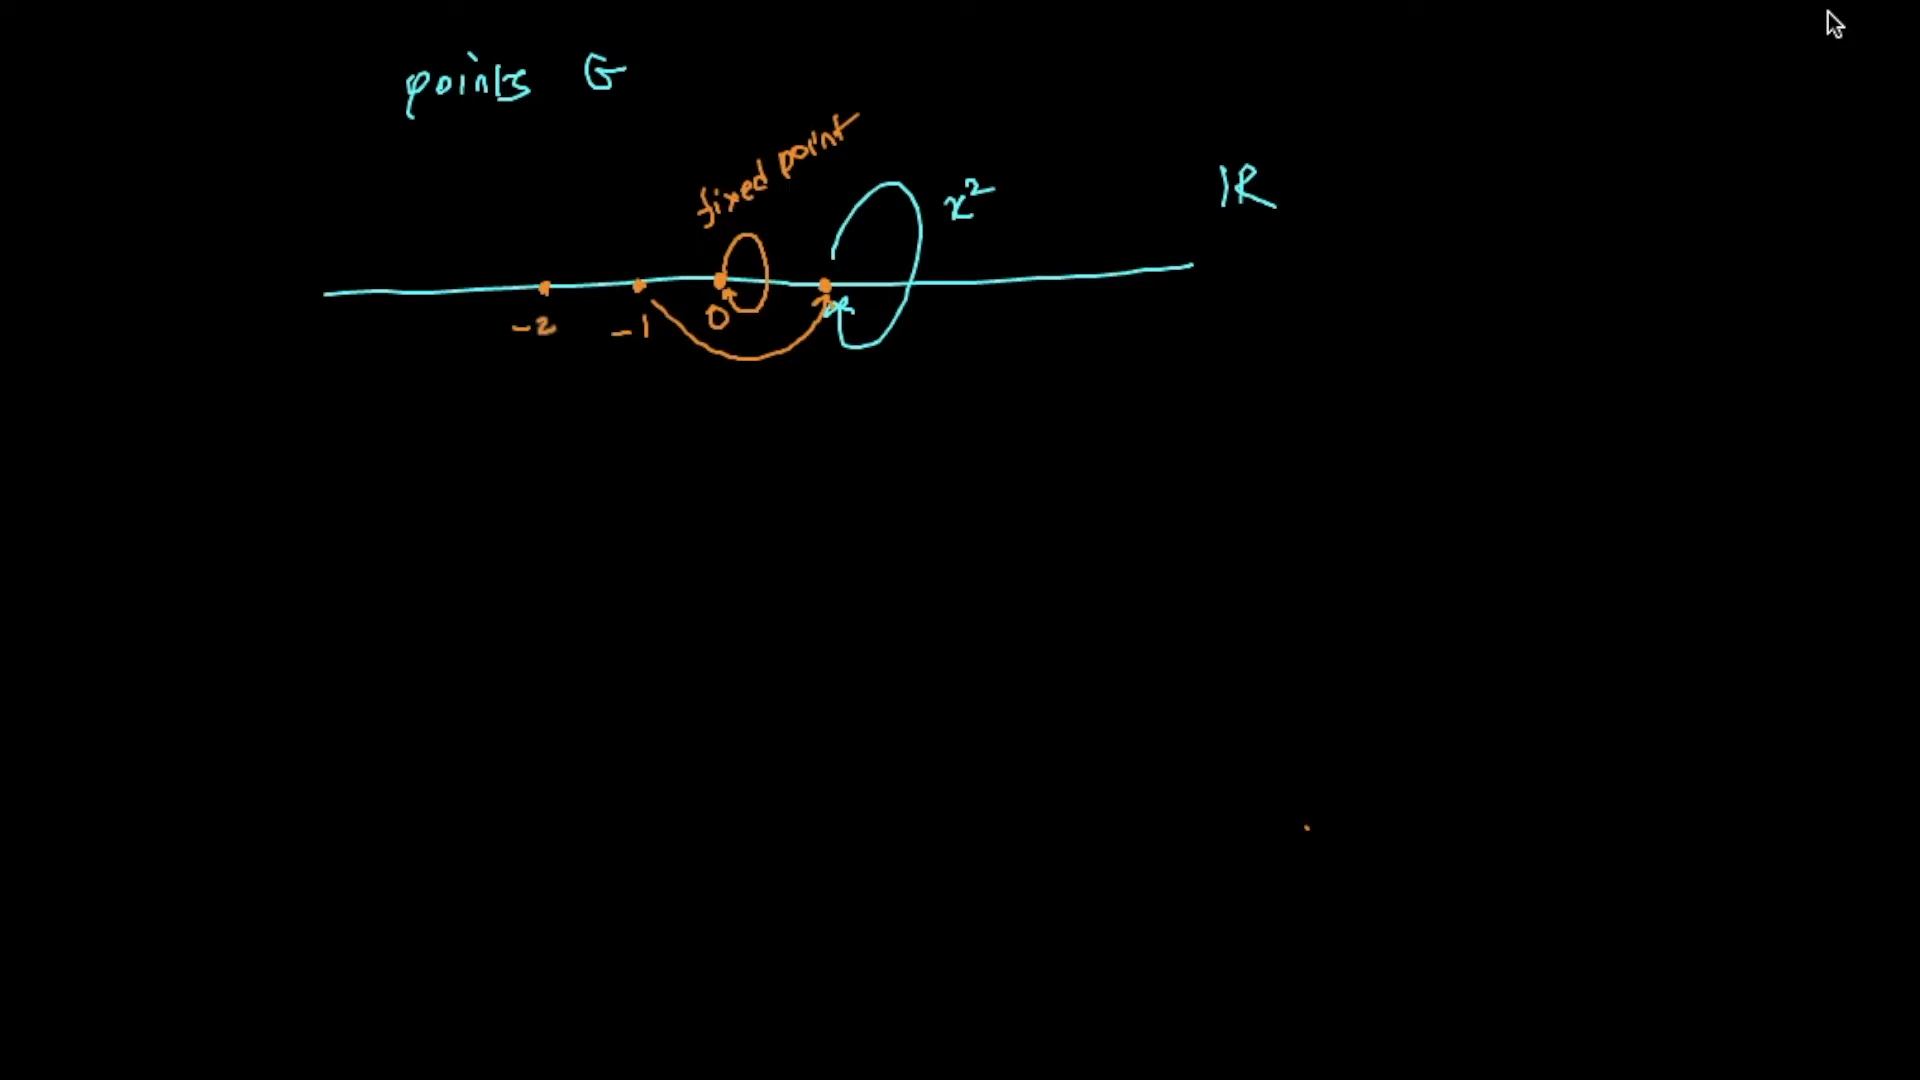 points G
fixed point
x²
ℝ
-2 -1 0